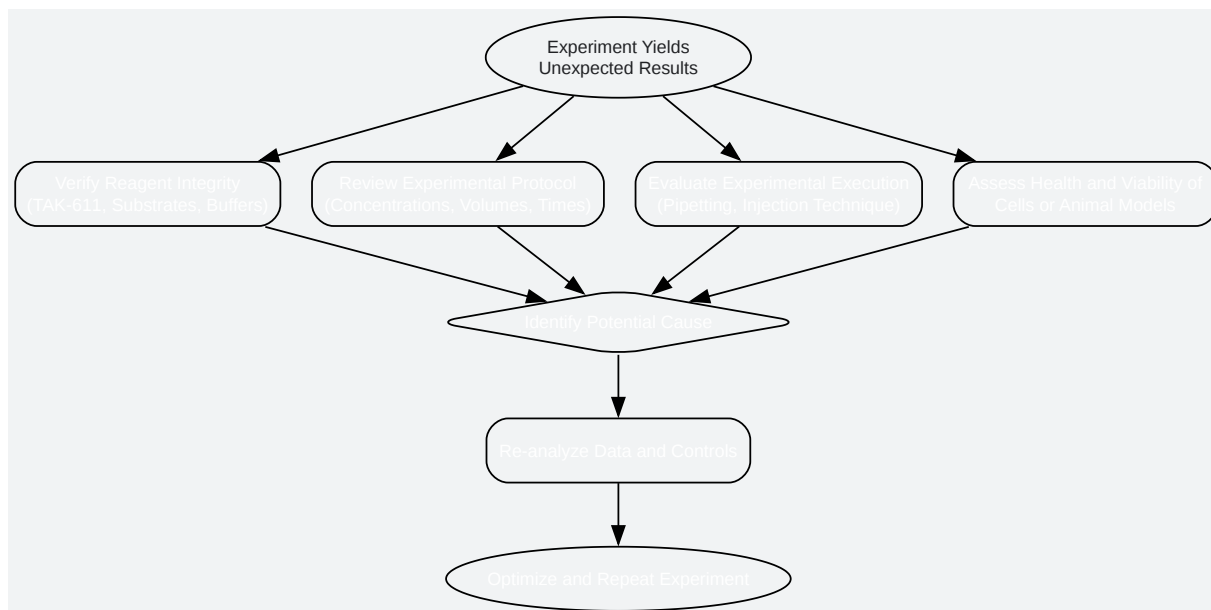 Experiment Yields
Unexpected Results
Verify Reagent Integrity
(TAK-611, Substrates, Buffers)
Review Experimental Protocol
(Concentrations, Volumes, Times)
Evaluate Experimental Execution
(Pipetting, Injection Technique)
Assess Health and Viability of
Cells or Animal Models
Identify Potential Cause
Re-analyze Data and Controls
Optimize and Repeat Experiment